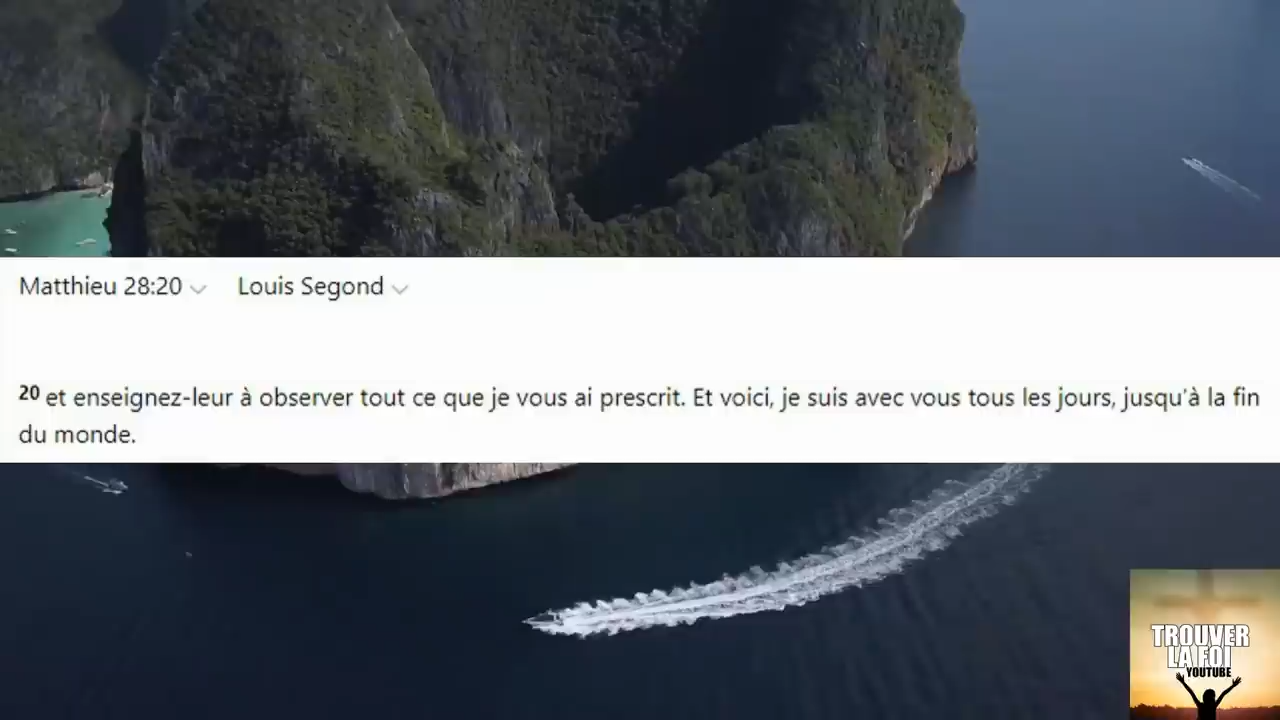 Matthieu 28:20 Louis Segond
20 et enseignez-leur à observer tout ce que je vous ai prescrit. Et voici, je suis avec vous tous les jours, jusqu'à la fin
du monde.
TROUVER
LA FOI
YOUTUBE